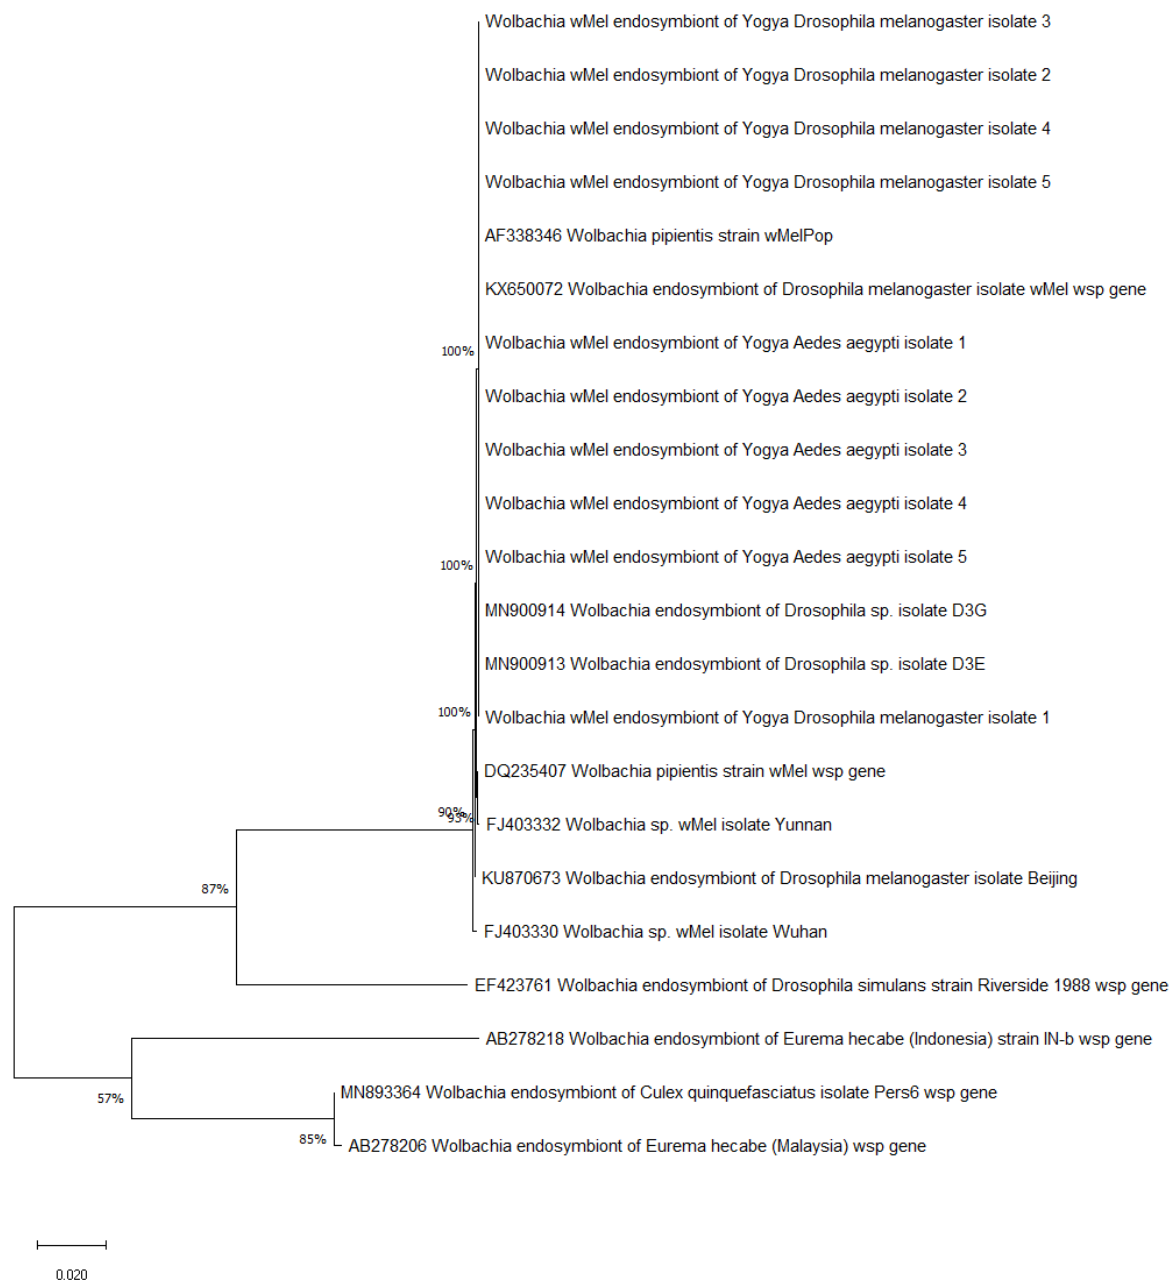 Wolbachia wMel endosymbiont of Yogya Drosophila melanogaster isolate 3
Wolbachia wMel endosymbiont of Yogya Drosophila melanogaster isolate 2
Wolbachia wMel endosymbiont of Yogya Drosophila melanogaster isolate 4
Wolbachia wMel endosymbiont of Yogya Drosophila melanogaster isolate 5
AF338346 Wolbachia pipientis strain wMelPop
KX650072 Wolbachia endosymbiont of Drosophila melanogaster isolate wMel wsp gene
Wolbachia wMel endosymbiont of Yogya Aedes aegypti isolate 1
100%
Wolbachia wMel endosymbiont of Yogya Aedes aegypti isolate 2
Wolbachia wMel endosymbiont of Yogya Aedes aegypti isolate 3
Wolbachia wMel endosymbiont of Yogya Aedes aegypti isolate 4
Wolbachia wMel endosymbiont of Yogya Aedes aegypti isolate 5
100%
MN900914 Wolbachia endosymbiont of Drosophila sp. isolate D3G
MN900913 Wolbachia endosymbiont of Drosophila sp. isolate D3E
100%
Wolbachia wMel endosymbiont of Yogya Drosophila melanogaster isolate 1
DQ235407 Wolbachia pipientis strain wMel wsp gene
90%
93%
FJ403332 Wolbachia sp. wMel isolate Yunnan
KU870673 Wolbachia endosymbiont of Drosophila melanogaster isolate Beijing
87%
FJ403330 Wolbachia sp. wMel isolate Wuhan
EF423761 Wolbachia endosymbiont of Drosophila simulans strain Riverside 1988 wsp gene
AB278218 Wolbachia endosymbiont of Eurema hecabe (Indonesia) strain IN-b wsp gene
MN893364 Wolbachia endosymbiont of Culex quinquefasciatus isolate Pers6 wsp gene
57%
85%
AB278206 Wolbachia endosymbiont of Eurema hecabe (Malaysia) wsp gene
0.020